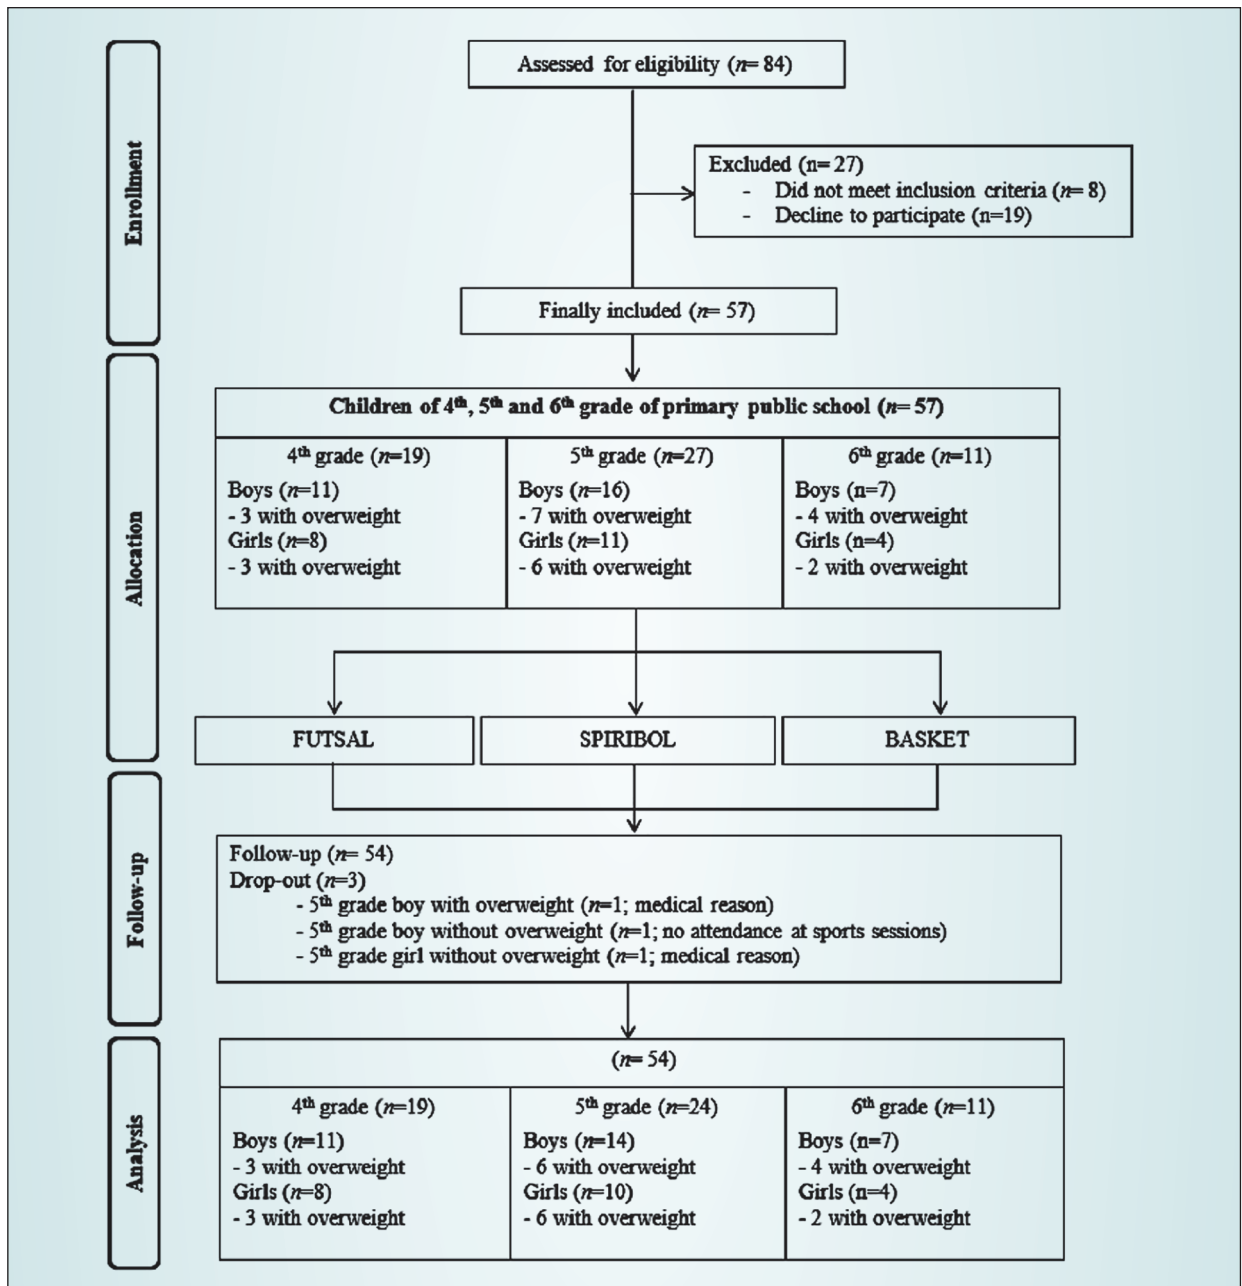 Enrollment
Assessed for eligibility (n= 84)
Excluded (n= 27)
- Did not meet inclusion criteria (n= 8)
- Decline to participate (n=19)
Finally included (n= 57)
Allocation
Children of 4th, 5th and 6th grade of primary public school (n= 57)
4th grade (n=19)
Boys (n=11)
- 3 with overweight
Girls (n=8)
- 3 with overweight
5th grade (n=27)
Boys (n=16)
- 7 with overweight
Girls (n=11)
- 6 with overweight
6th grade (n=11)
Boys (n=7)
- 4 with overweight
Girls (n=4)
- 2 with overweight
FUTSAL
SPIRIBOL
BASKET
Follow-up
Follow-up (n= 54)
Drop-out (n=3)
- 5th grade boy with overweight (n=1; medical reason)
- 5th grade boy without overweight (n=1; no attendance at sports sessions)
- 5th grade girl without overweight (n=1; medical reason)
Analysis
(n= 54)
4th grade (n=19)
Boys (n=11)
- 3 with overweight
Girls (n=8)
- 3 with overweight
5th grade (n=24)
Boys (n=14)
- 6 with overweight
Girls (n=10)
- 6 with overweight
6th grade (n=11)
Boys (n=7)
- 4 with overweight
Girls (n=4)
- 2 with overweight